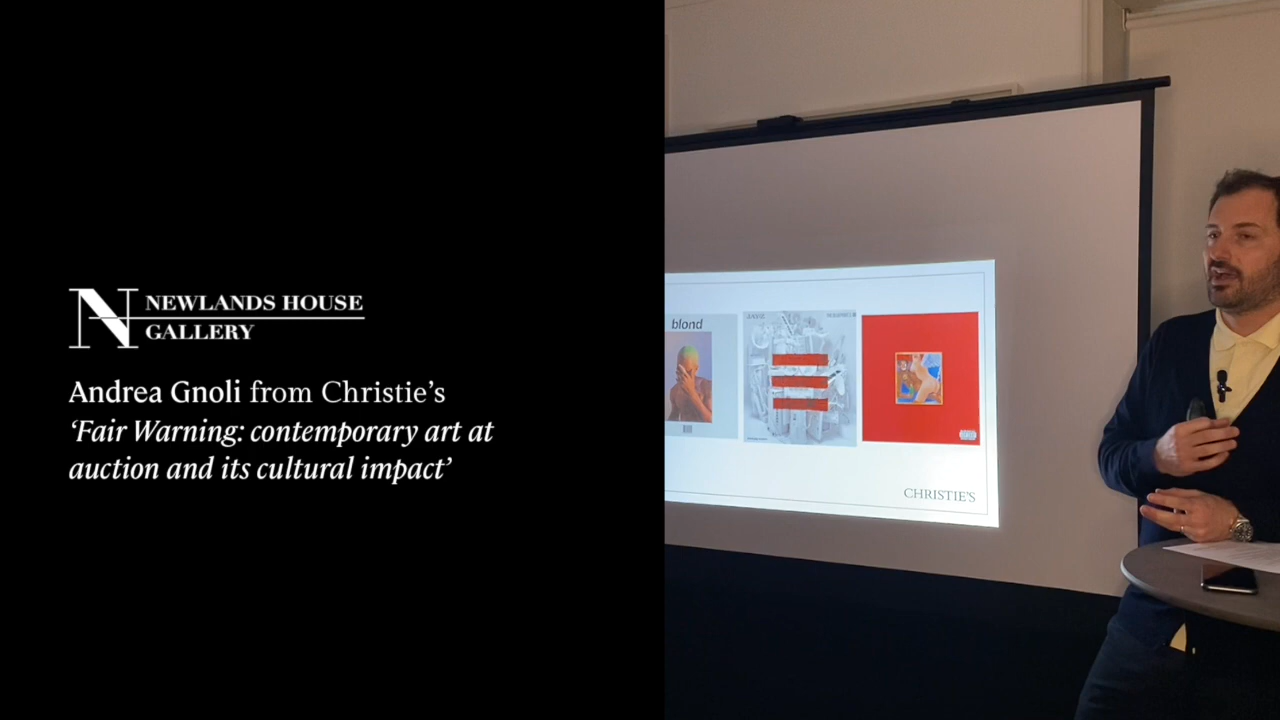 NEWLANDS HOUSE
GALLERY
Andrea Gnoli from Christie’s
‘Fair Warning: contemporary art at
auction and its cultural impact’
blond
CHRISTIE'S